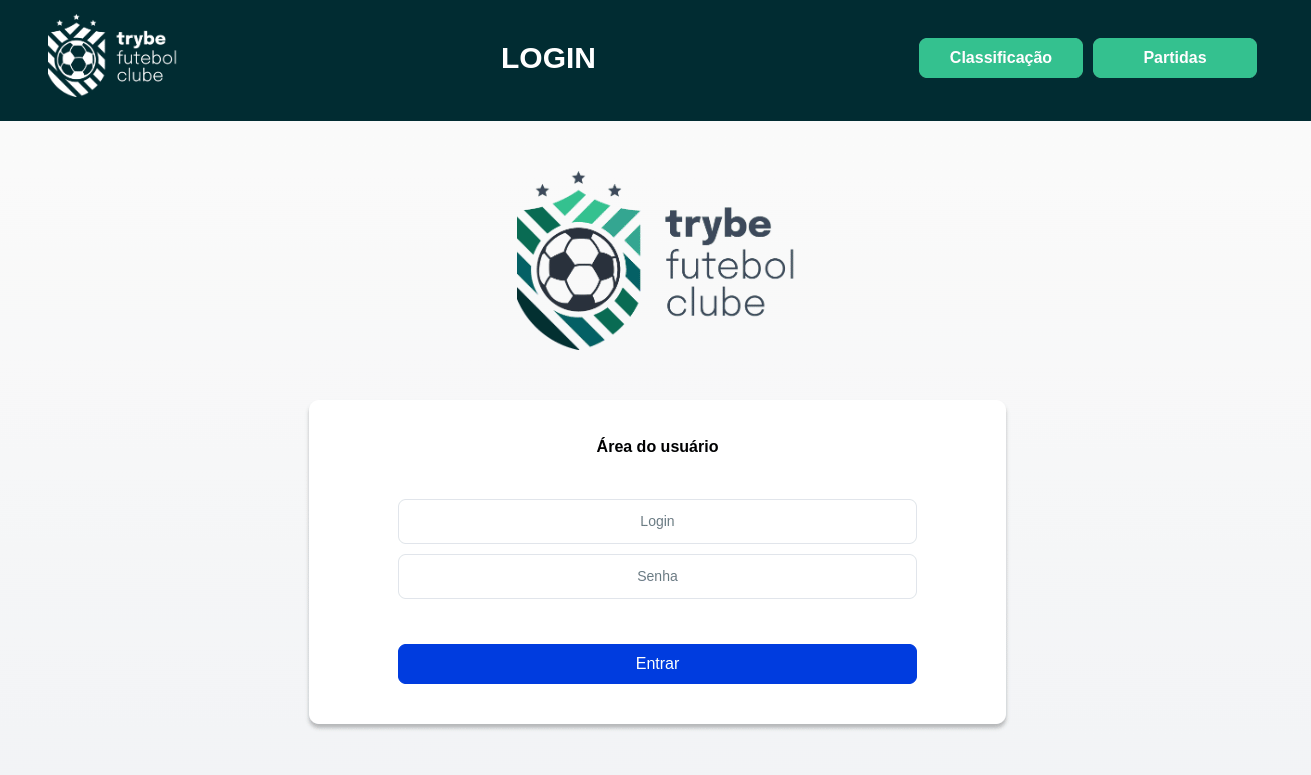 trybe
futebol
clube
LOGIN
Classificação
Partidas
trybe
futebol
clube
Área do usuário
Login
Senha
Entrar